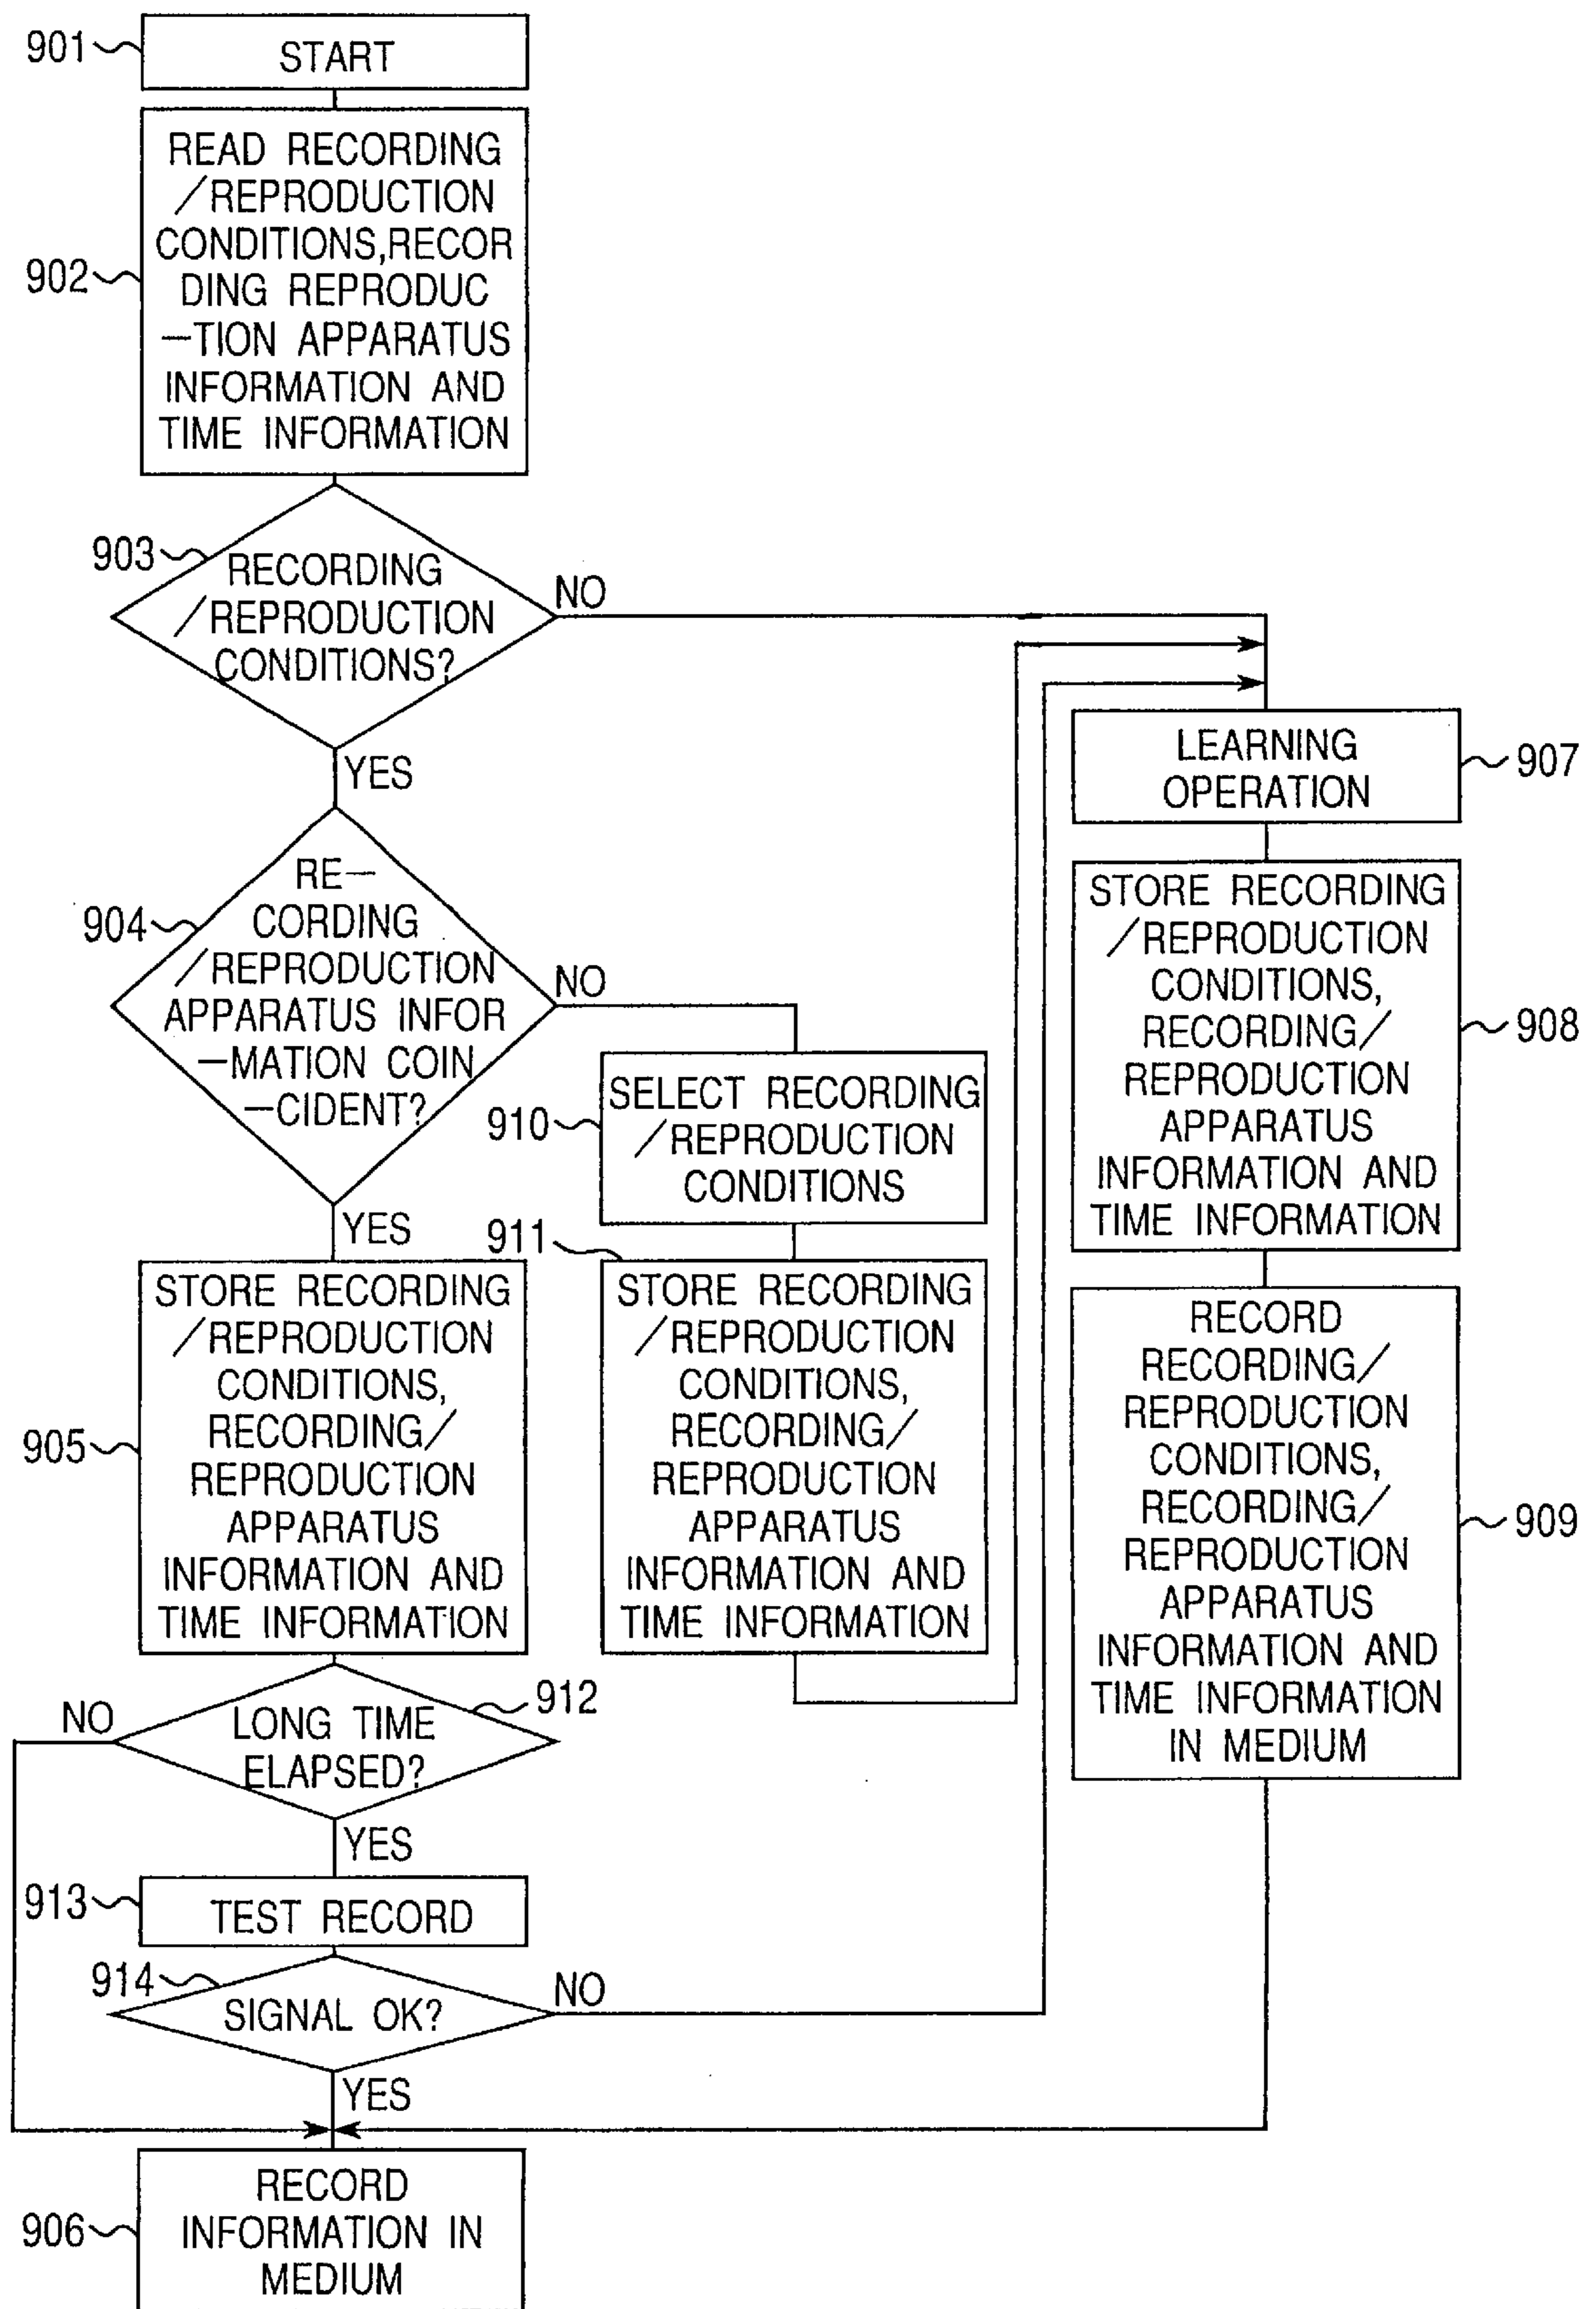 901
START
902
READ RECORDING
/REPRODUCTION
CONDITIONS,RECOR
DING REPRODUC
-TION APPARATUS
INFORMATION AND
TIME INFORMATION
903
RECORDING
/REPRODUCTION
CONDITIONS?
NO
YES
904
RE-
CORDING
/REPRODUCTION
APPARATUS INFOR
-MATION COIN
-CIDENT?
NO
YES
905
STORE RECORDING
/REPRODUCTION
CONDITIONS,
RECORDING/
REPRODUCTION
APPARATUS
INFORMATION AND
TIME INFORMATION
910
SELECT RECORDING
/REPRODUCTION
CONDITIONS
911
STORE RECORDING
/REPRODUCTION
CONDITIONS,
RECORDING/
REPRODUCTION
APPARATUS
INFORMATION AND
TIME INFORMATION
LEARNING
OPERATION
907
STORE RECORDING
/REPRODUCTION
CONDITIONS,
RECORDING/
REPRODUCTION
APPARATUS
INFORMATION AND
TIME INFORMATION
908
RECORD
RECORDING/
REPRODUCTION
CONDITIONS,
RECORDING/
REPRODUCTION
APPARATUS
INFORMATION AND
TIME INFORMATION
IN MEDIUM
909
912
NO
LONG TIME
ELAPSED?
YES
913
TEST RECORD
914
SIGNAL OK?
NO
YES
906
RECORD
INFORMATION IN
MEDIUM